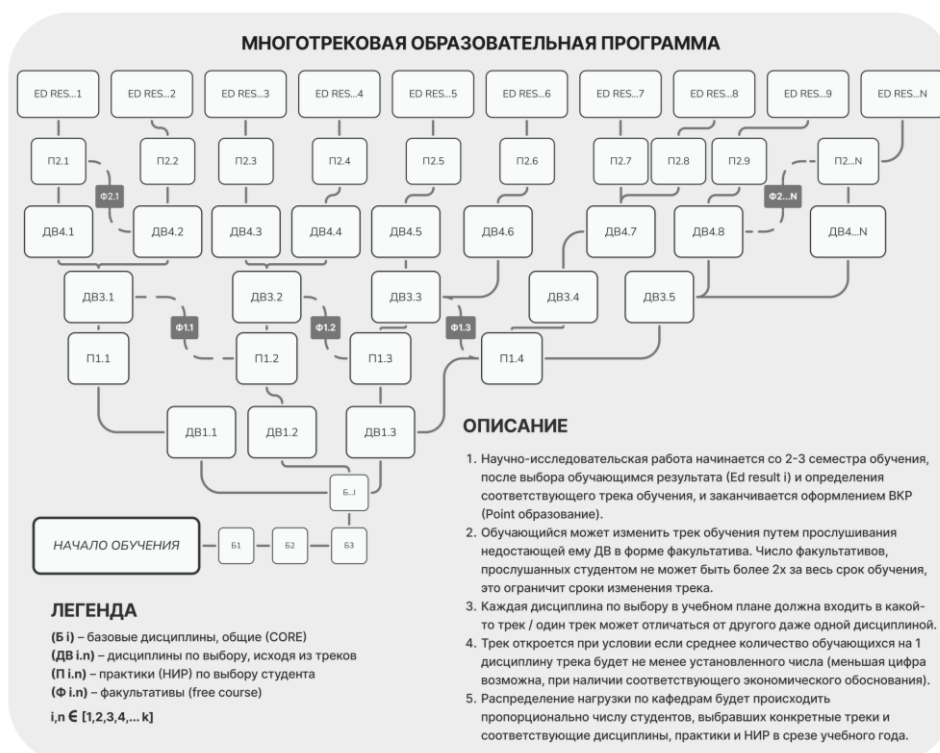 МНОГОТРЕКОВАЯ ОБРАЗОВАТЕЛЬНАЯ ПРОГРАММА
ED RES...1 ED RES...2 ED RES...3 ED RES...4 ED RES...5 ED RES...6 ED RES...7 ED RES...8 ED RES...9 ED RES...N
П2.1 П2.2 П2.3 П2.4 П2.5 П2.6 П2.7 П2.8 П2.9 П2...N
Ф2.1 Ф2...N
ДВ4.1 ДВ4.2 ДВ4.3 ДВ4.4 ДВ4.5 ДВ4.6 ДВ4.7 ДВ4.8 ДВ4...N
ДВ3.1 ДВ3.2 ДВ3.3 ДВ3.4 ДВ3.5
Ф1.1 Ф1.2 Ф1.3
П1.1 П1.2 П1.3 П1.4
ДВ1.1 ДВ1.2 ДВ1.3
Б...I
НАЧАЛО ОБУЧЕНИЯ Б1 Б2 Б3
ЛЕГЕНДА
(Б i) – базовые дисциплины, общие (CORE)
(ДВ i.n) – дисциплины по выбору, исходя из треков
(П i.n) – практики (НИР) по выбору студента
(Ф i.n) – факультативы (free course)
i,n ∈ [1,2,3,4,... k]
ОПИСАНИЕ
1. Научно-исследовательская работа начинается со 2-3 семестра обучения,
после выбора обучающимся результата (Ed result i) и определения
соответствующего трека обучения, и заканчивается оформлением ВКР
(Point образование).
2. Обучающийся может изменить трек обучения путем прослушивания
недостающей ему ДВ в форме факультатива. Число факультативов,
прослушанных студентом не может быть более 2х за весь срок обучения,
это ограничит сроки изменения трека.
3. Каждая дисциплина по выбору в учебном плане должна входить в какой-
то трек / один трек может отличаться от другого даже одной дисциплиной.
4. Трек откроется при условии если среднее количество обучающихся на 1
дисциплину трека будет не менее установленного числа (меньшая цифра
возможна, при наличии соответствующего экономического обоснования).
5. Распределение нагрузки по кафедрам будет происходить
пропорционально числу студентов, выбравших конкретные треки и
соответствующие дисциплины, практики и НИР в срезе учебного года.